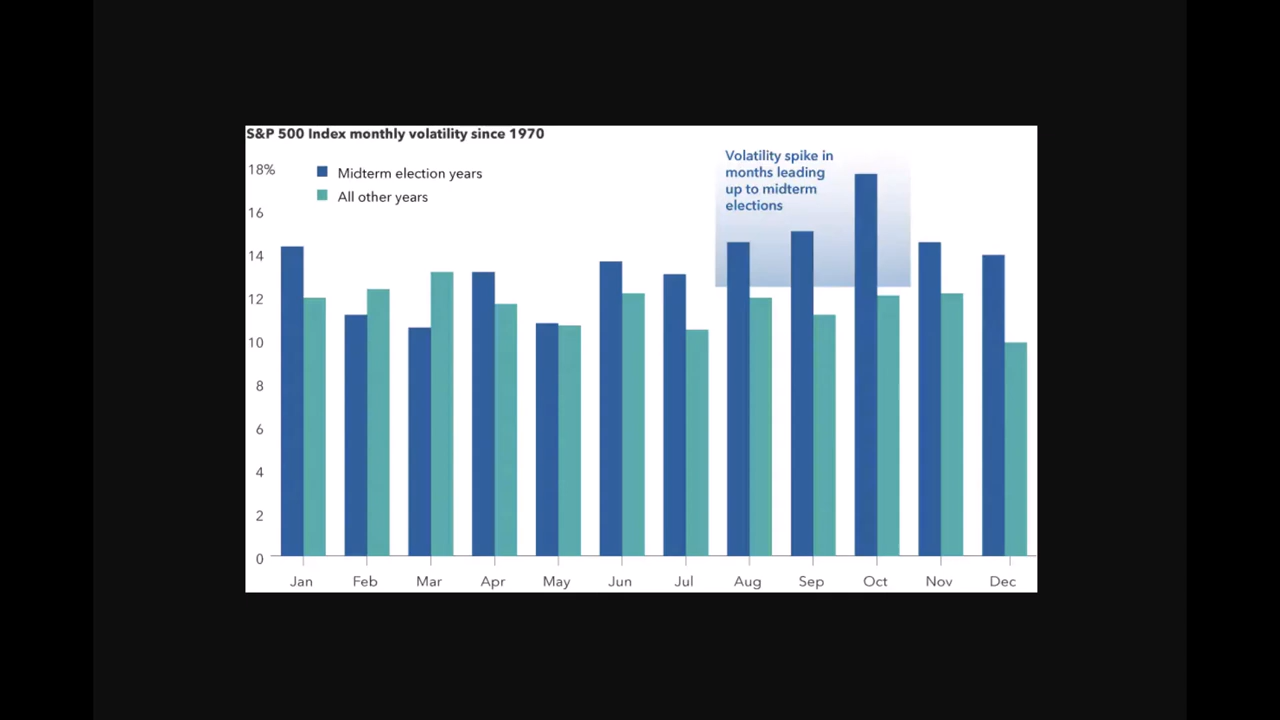 S&P 500 Index monthly volatility since 1970
18%
Midterm election years
All other years
Volatility spike in
months leading
up to midterm
elections
16
14
12
10
8
6
4
2
0
Jan Feb Mar Apr May Jun Jul Aug Sep Oct Nov Dec